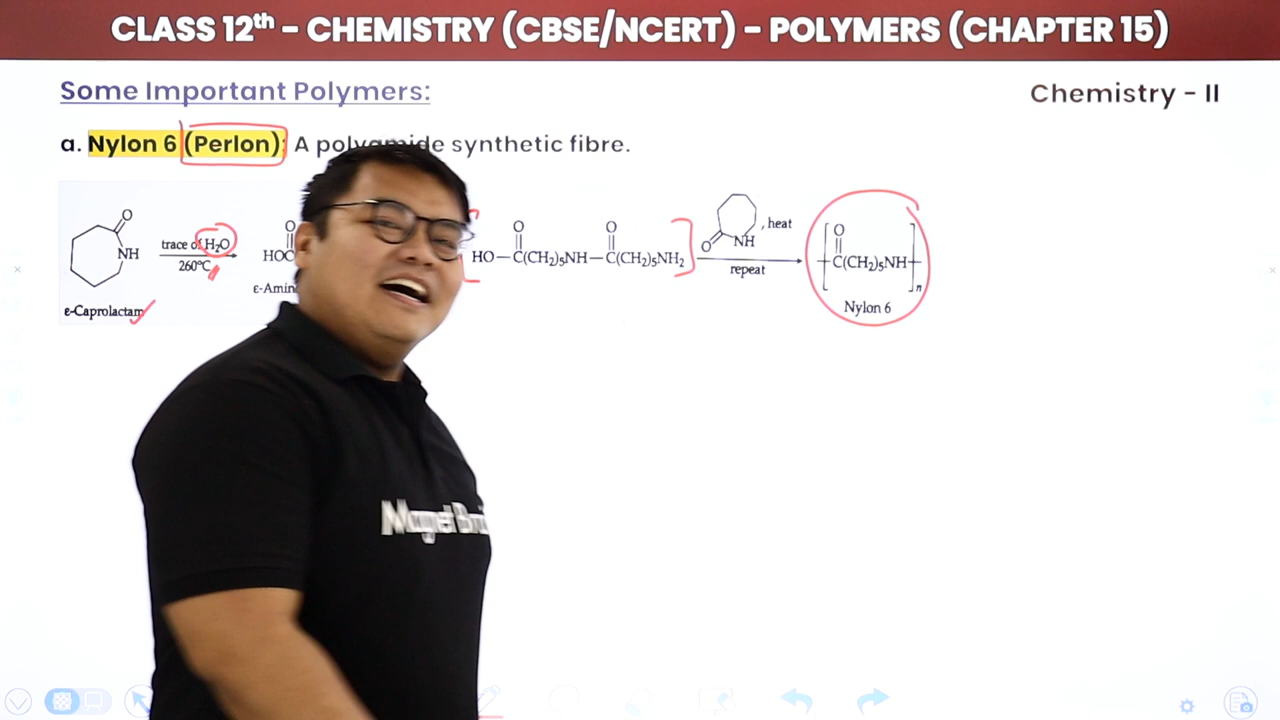 CLASS 12th – CHEMISTRY (CBSE/NCERT) – POLYMERS (CHAPTER 15)
Some Important Polymers:
Chemistry - II
a. Nylon 6 (Perlon): A polyamide synthetic fibre.
O
NH
ε-Caprolactam
trace of H₂O
260°C
O
HOC
ε-Amin
O O
HO—C(CH₂)₅NH—C(CH₂)₅NH₂
O NH , heat
repeat
O
C(CH₂)₅NH
n
Nylon 6
Magnet Br